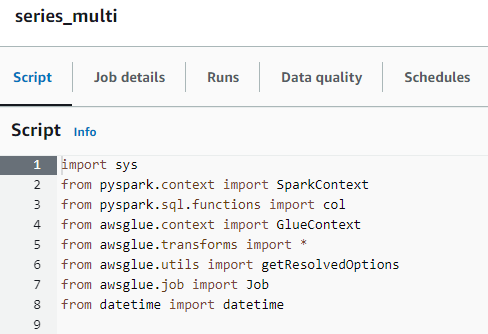 series_multi
Script Job details Runs Data quality Schedules
Script Info
1 import sys
2 from pyspark.context import SparkContext
3 from pyspark.sql.functions import col
4 from awsglue.context import GlueContext
5 from awsglue.transforms import *
6 from awsglue.utils import getResolvedOptions
7 from awsglue.job import Job
8 from datetime import datetime
9